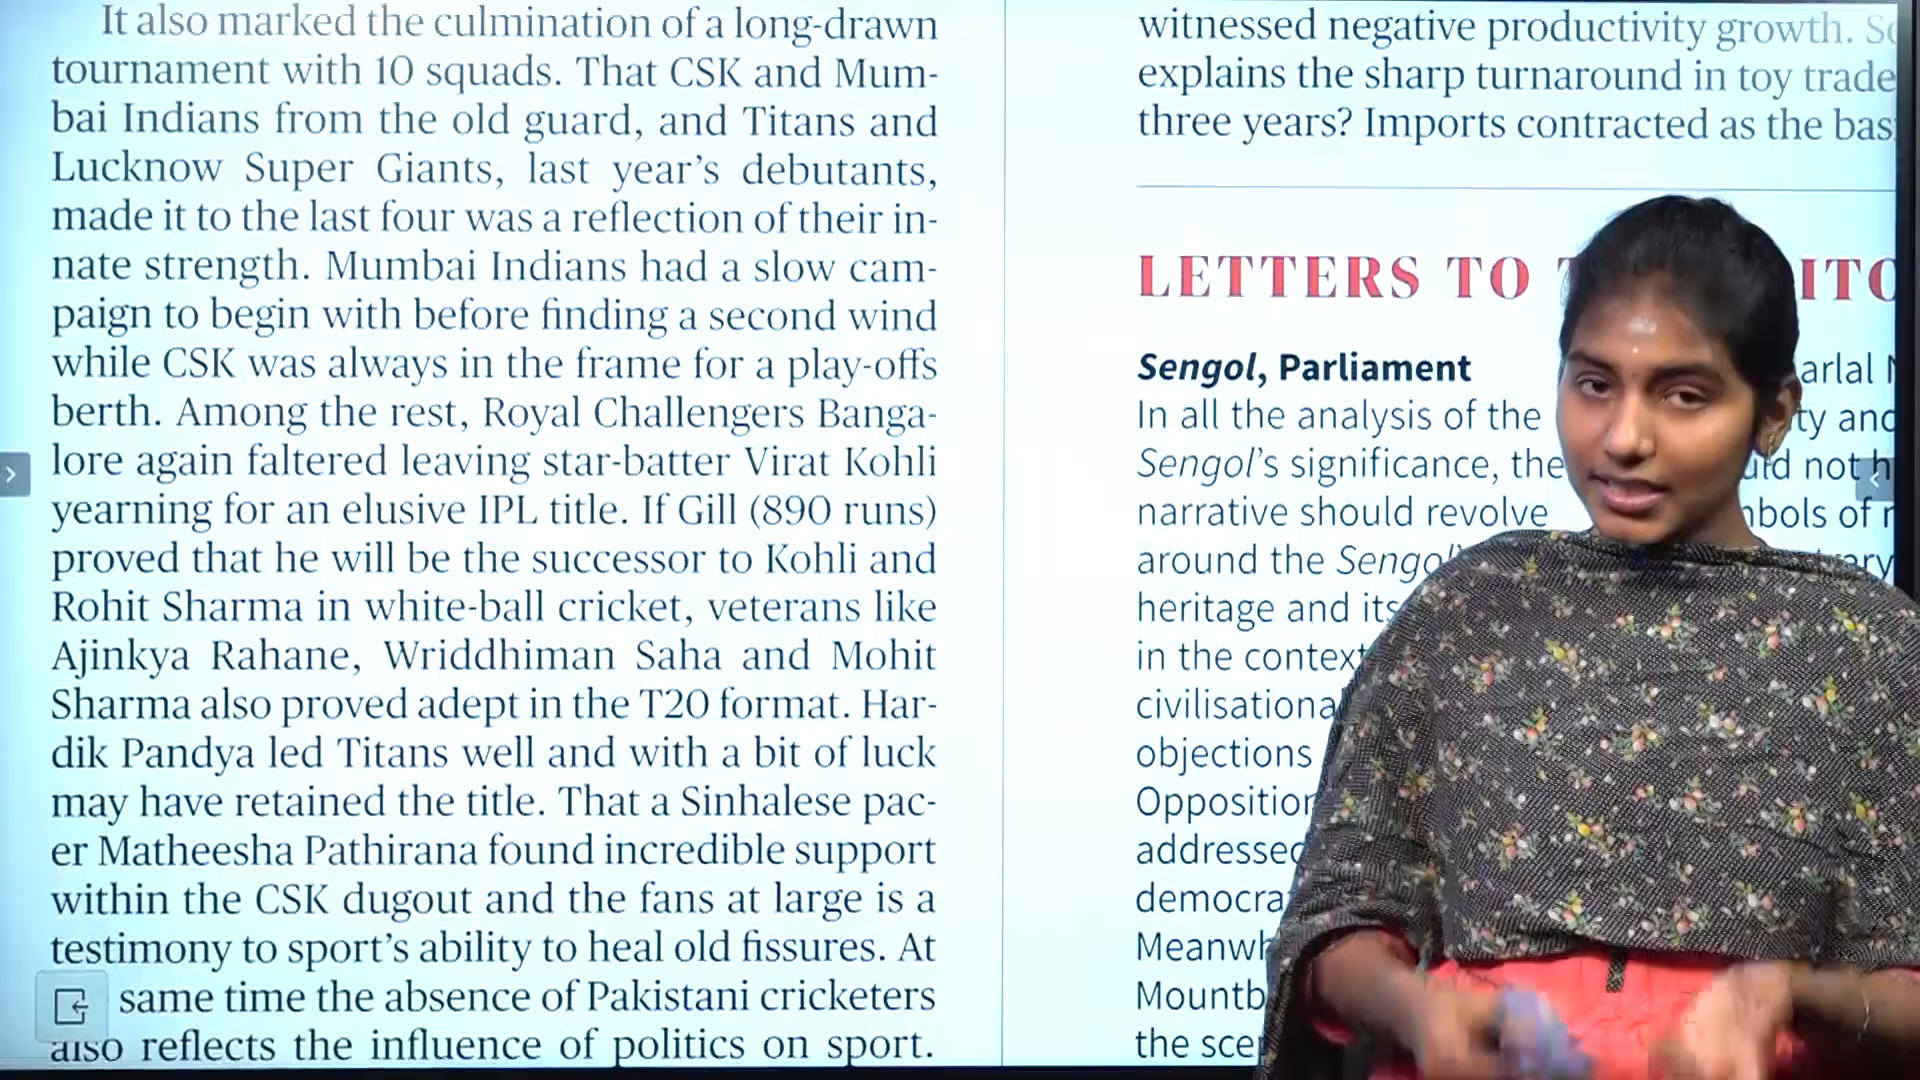 It also marked the culmination of a long-drawn
tournament with 10 squads. That CSK and Mum-
bai Indians from the old guard, and Titans and
Lucknow Super Giants, last year's debutants,
made it to the last four was a reflection of their in-
nate strength. Mumbai Indians had a slow cam-
paign to begin with before finding a second wind
while CSK was always in the frame for a play-offs
berth. Among the rest, Royal Challengers Banga-
lore again faltered leaving star-batter Virat Kohli
yearning for an elusive IPL title. If Gill (890 runs)
proved that he will be the successor to Kohli and
Rohit Sharma in white-ball cricket, veterans like
Ajinkya Rahane, Wriddhiman Saha and Mohit
Sharma also proved adept in the T20 format. Har-
dik Pandya led Titans well and with a bit of luck
may have retained the title. That a Sinhalese pac-
er Matheesha Pathirana found incredible support
within the CSK dugout and the fans at large is a
testimony to sport's ability to heal old fissures. At
same time the absence of Pakistani cricketers
also reflects the influence of politics on sport.
witnessed negative productivity growth.
explains the sharp turnaround in toy trade
three years? Imports contracted as the
LETTERS TO
Sengol, Parliament
In all the analysis of the
Sengol's significance, the
narrative should revolve
around the
heritage and its
in the context
objections
not
of
and